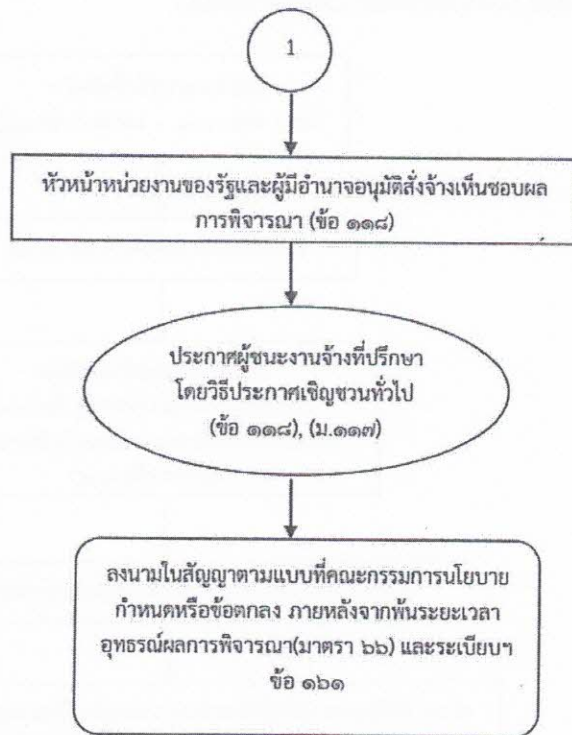 1
หัวหน้าหน่วยงานของรัฐและผู้มีอำนาจอนุมัติสั่งจ้างเห็นชอบผล
การพิจารณา (ข้อ ๑๑๘)
ประกาศผู้ชนะงานจ้างที่ปรึกษา
โดยวิธีประกาศเชิญชวนทั่วไป
(ข้อ ๑๑๘), (ม.๑๑๗)
ลงนามในสัญญาตามแบบที่คณะกรรมการนโยบาย
กำหนดหรือข้อตกลง ภายหลังจากพ้นระยะเวลา
อุทธรณ์ผลการพิจารณา(มาตรา ๖๖) และระเบียบฯ
ข้อ ๑๖๑